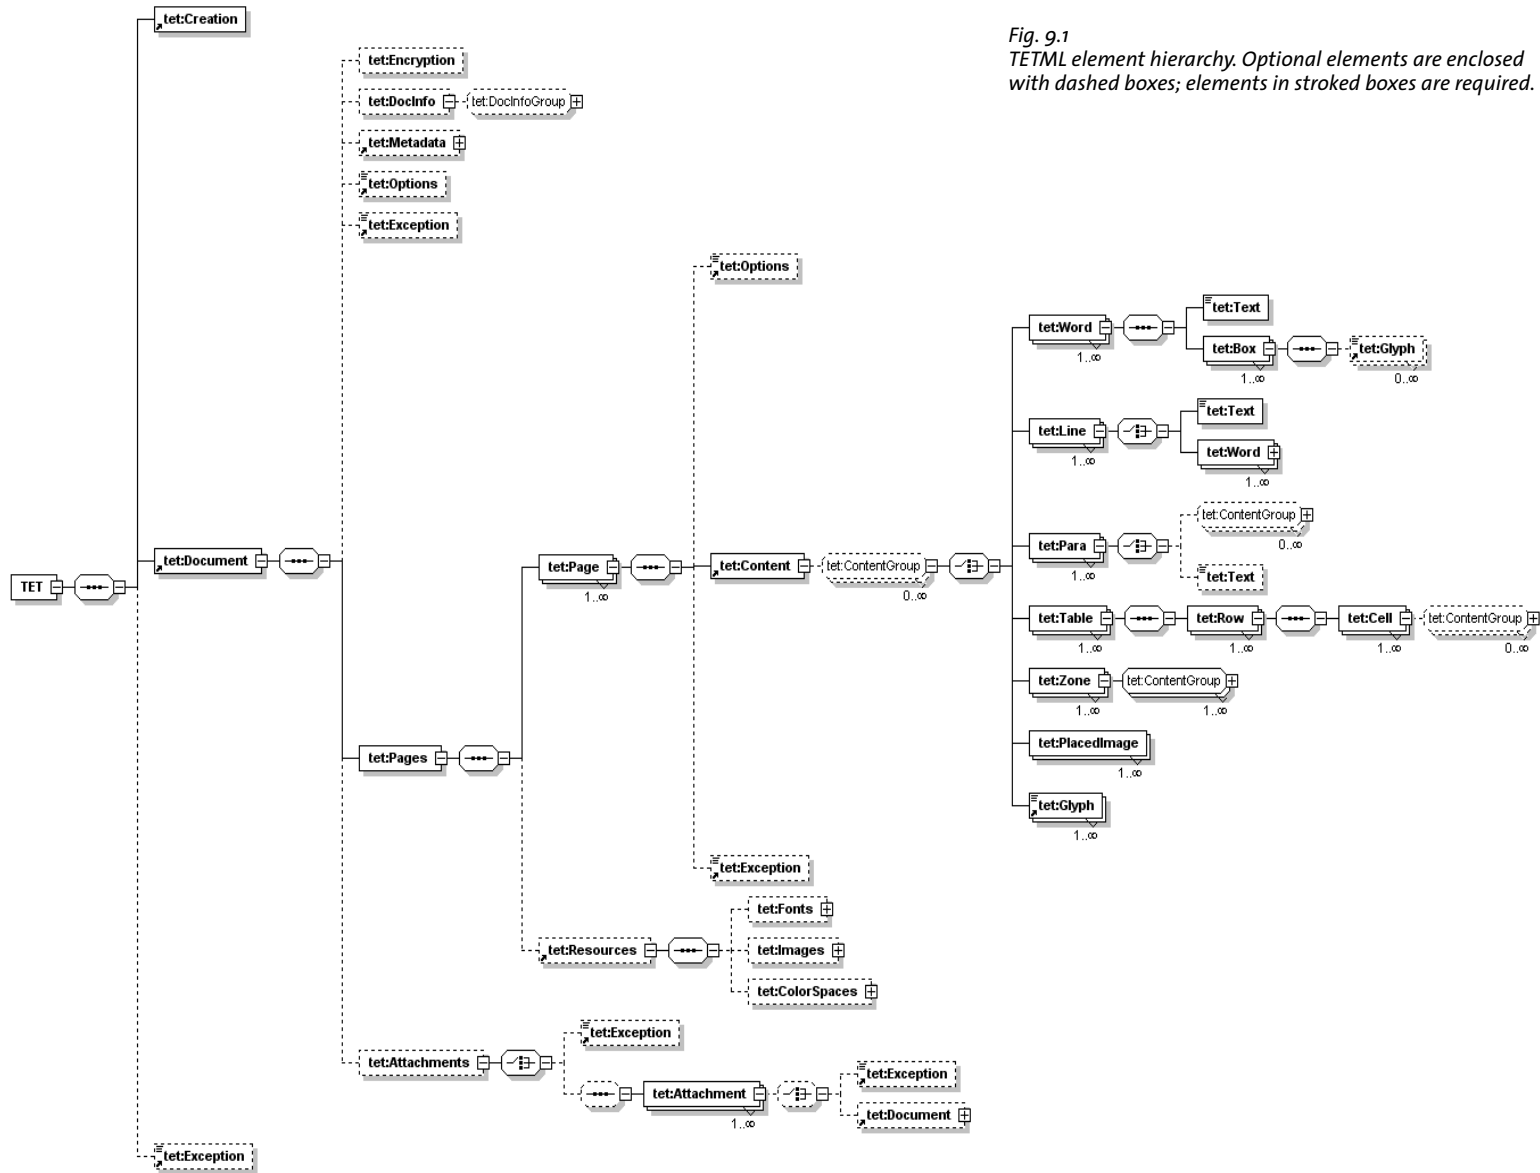 tet:Creation
Fig. 9.1
TETML element hierarchy. Optional elements are enclosed
with dashed boxes; elements in stroked boxes are required.
tet:Encryption
tet:DocInfo
tet:DocInfoGroup
tet:Metadata
tet:Options
tet:Exception
tet:Options
tet:Word
1..∞
tet:Text
tet:Box
1..∞
tet:Glyph
0..∞
tet:Line
1..∞
tet:Text
tet:Word
1..∞
tet:Para
1..∞
tet:ContentGroup
0..∞
tet:Text
TET
tet:Document
tet:Page
1..∞
tet:Content
tet:ContentGroup
0..∞
tet:Table
1..∞
tet:Row
1..∞
tet:Cell
1..∞
tet:ContentGroup
0..∞
tet:Zone
1..∞
tet:ContentGroup
1..∞
tet:Pages
tet:PlacedImage
1..∞
tet:Glyph
1..∞
tet:Exception
tet:Resources
tet:Fonts
tet:Images
tet:ColorSpaces
tet:Attachments
tet:Exception
tet:Attachment
1..∞
tet:Exception
tet:Document
tet:Exception